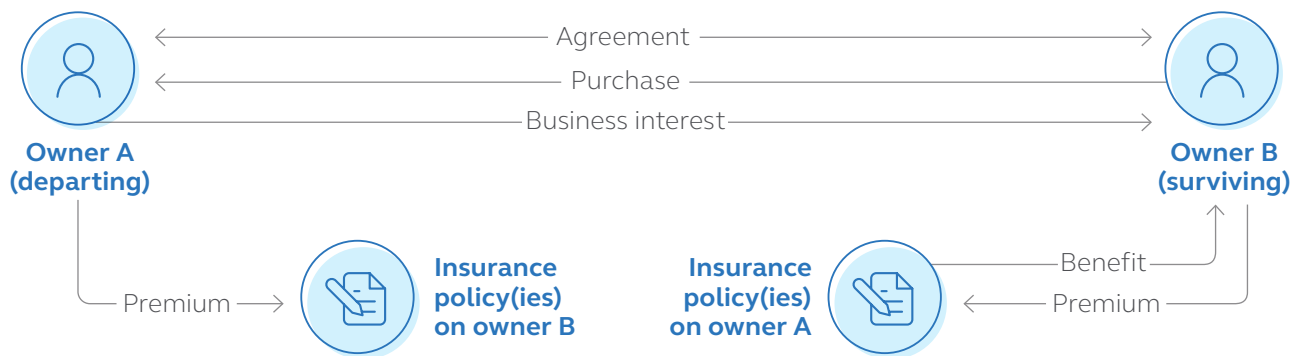 Agreement
Purchase
Business interest
Owner A
(departing)
Owner B
(surviving)
Premium
Insurance
policy(ies)
on owner B
Insurance
policy(ies)
on owner A
Benefit
Premium